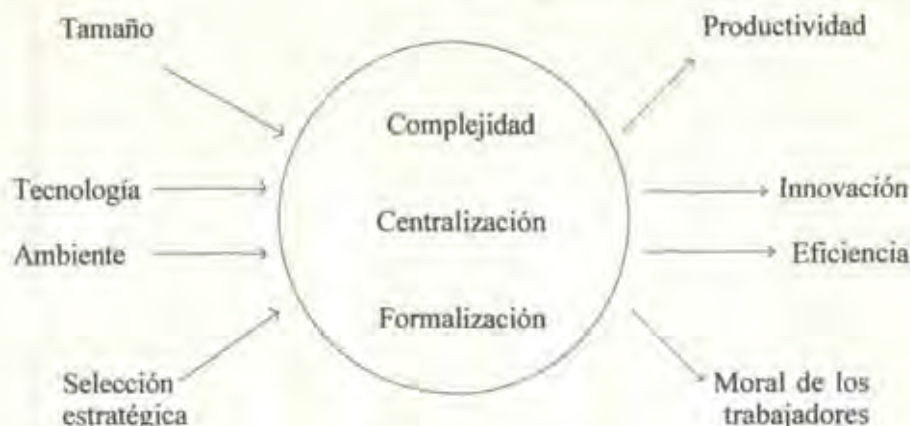 Tamaño
Productividad
Complejidad
Tecnología
Innovación
Centralización
Ambiente
Eficiencia
Formalización
Selección
estratégica
Moral de los
trabajadores